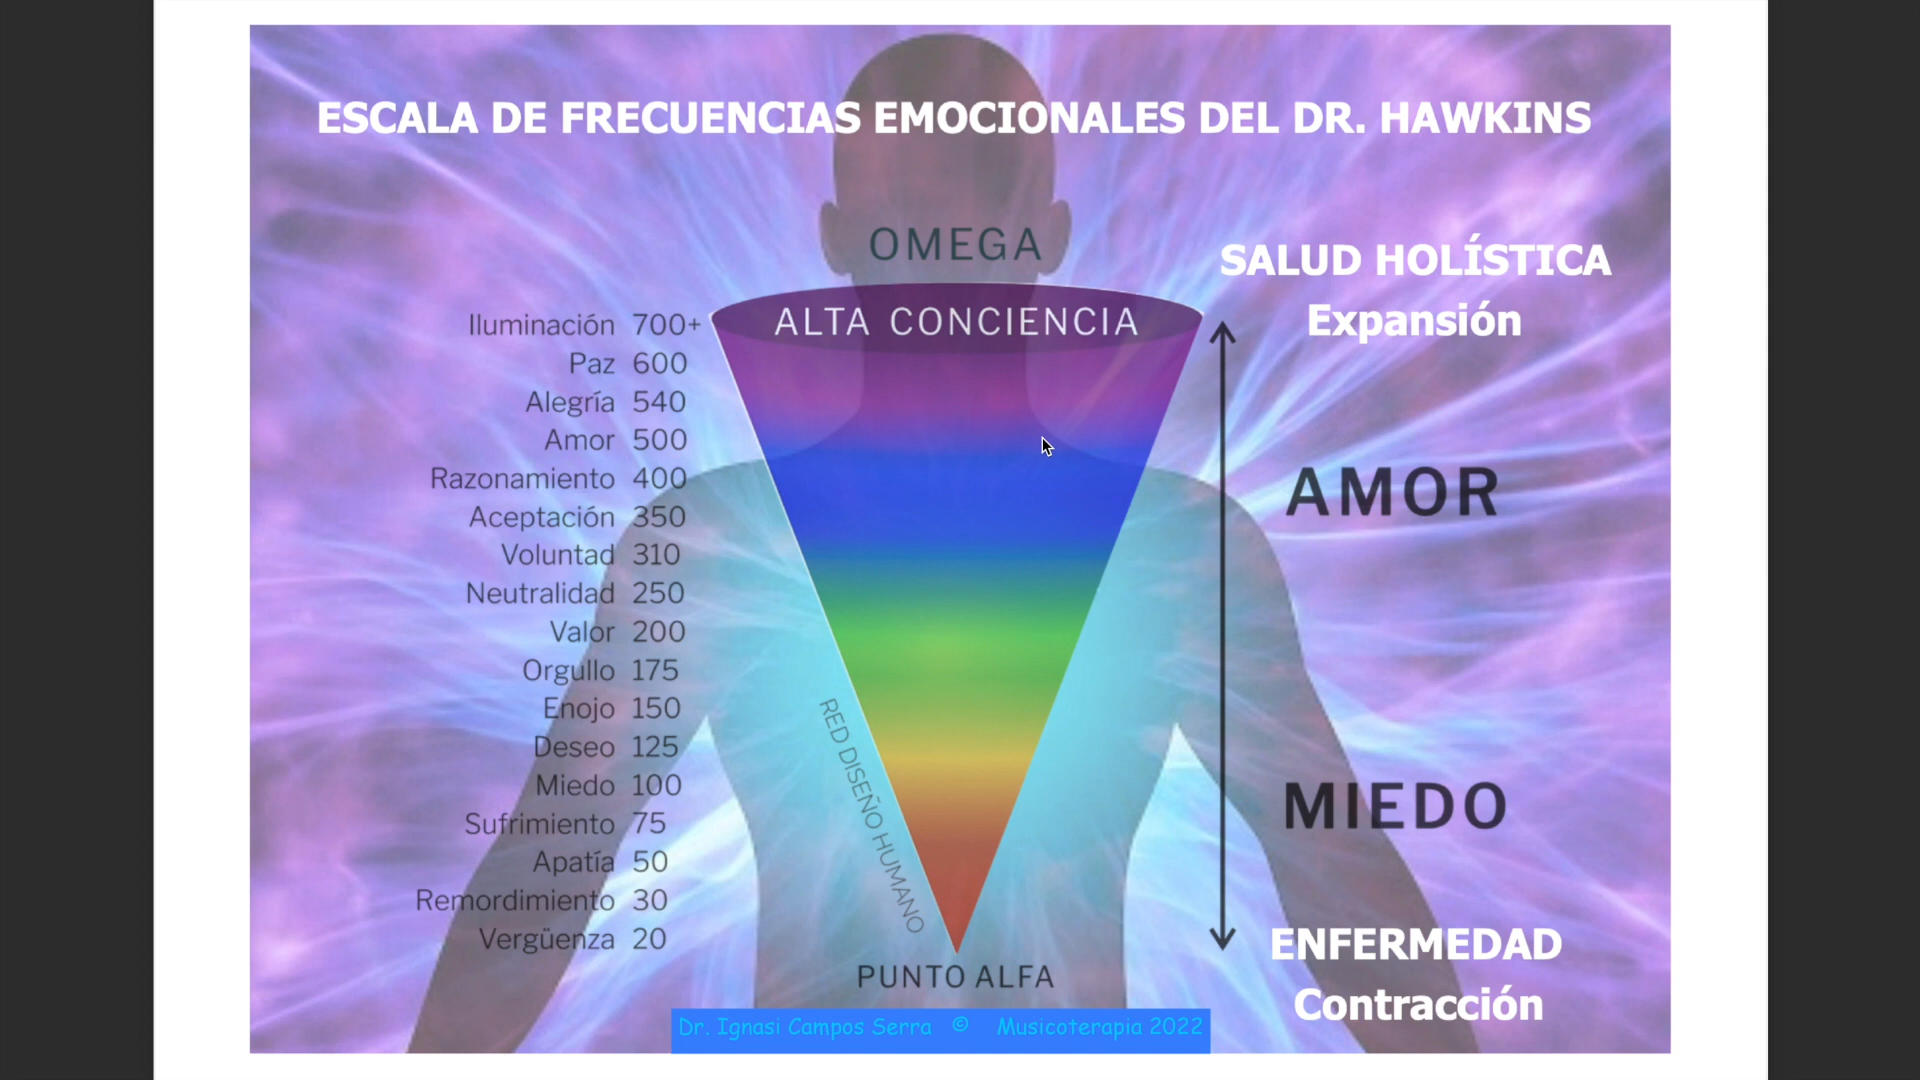 ESCALA DE FRECUENCIAS EMOCIONALES DEL DR. HAWKINS
OMEGA
ALTA CONCIENCIA
Iluminación 700+
Paz 600
Alegría 540
Amor 500
Razonamiento 400
Aceptación 350
Voluntad 310
Neutralidad 250
Valor 200
Orgullo 175
Enojo 150
Deseo 125
Miedo 100
Sufrimiento 75
Apatía 50
Remordimiento 30
Vergüenza 20
RED DISEÑO HUMANO
PUNTO ALFA
SALUD HOLÍSTICA
Expansión
AMOR
MIEDO
ENFERMEDAD
Contracción
Dr. Ignasi Campos Serra © Musicoterapia 2022